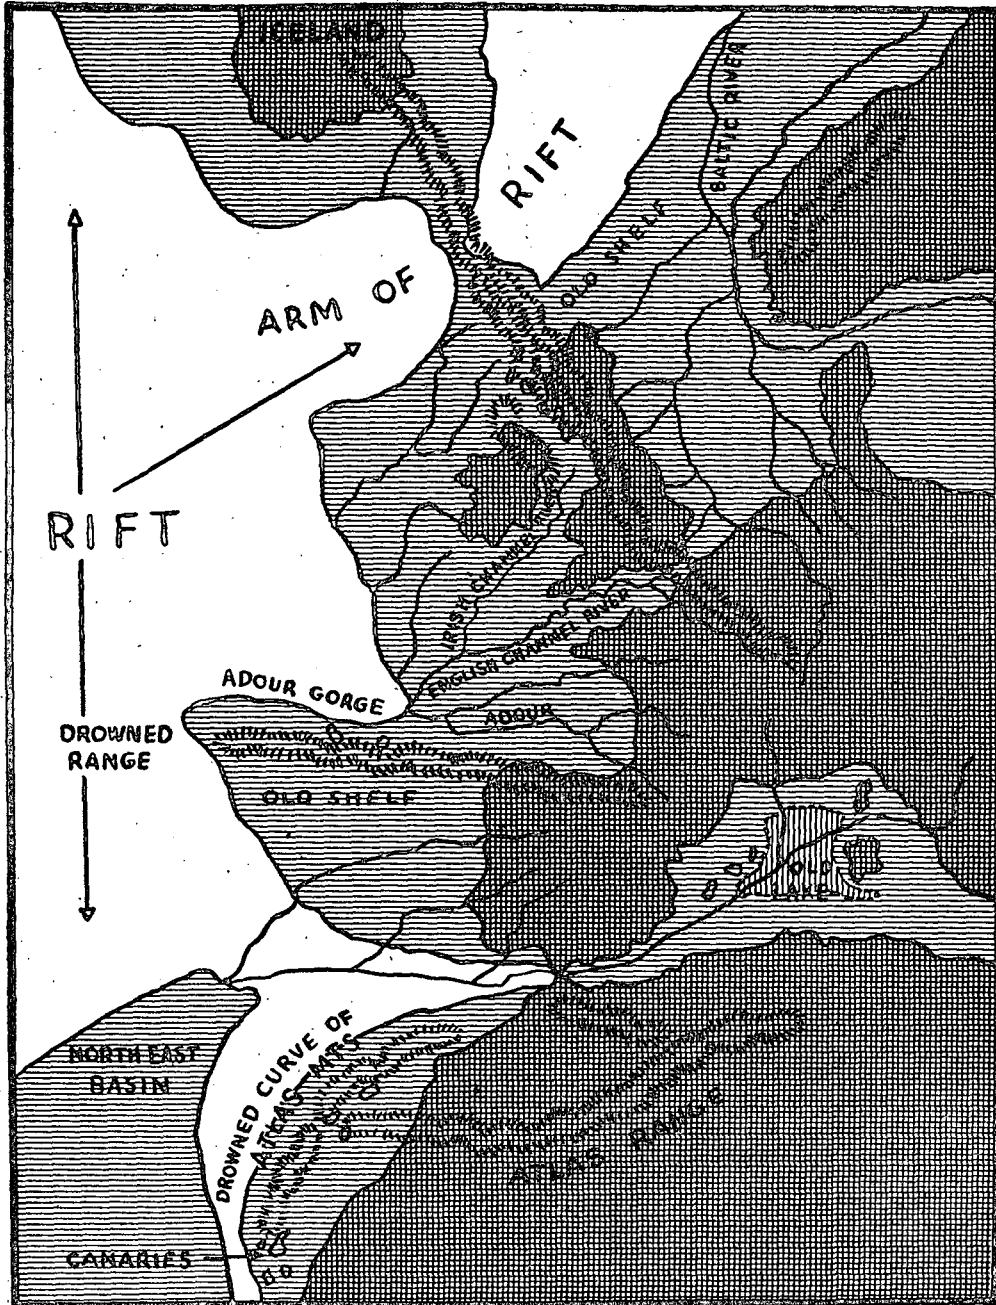 ICELAND
RIFT
BALTIC RIVER
OLD SHELF
ARM OF
RIFT
IRISH CHANNEL RIVER
ENGLISH CHANNEL RIVER
ADOUR GORGE
ADOUR
DROWNED
RANGE
OLD SHELF
OLD
LAKE
NORTH EAST
BASIN
DROWNED CURVE OF
ATLAS MTS
ATLAS RANGE
CANARIES